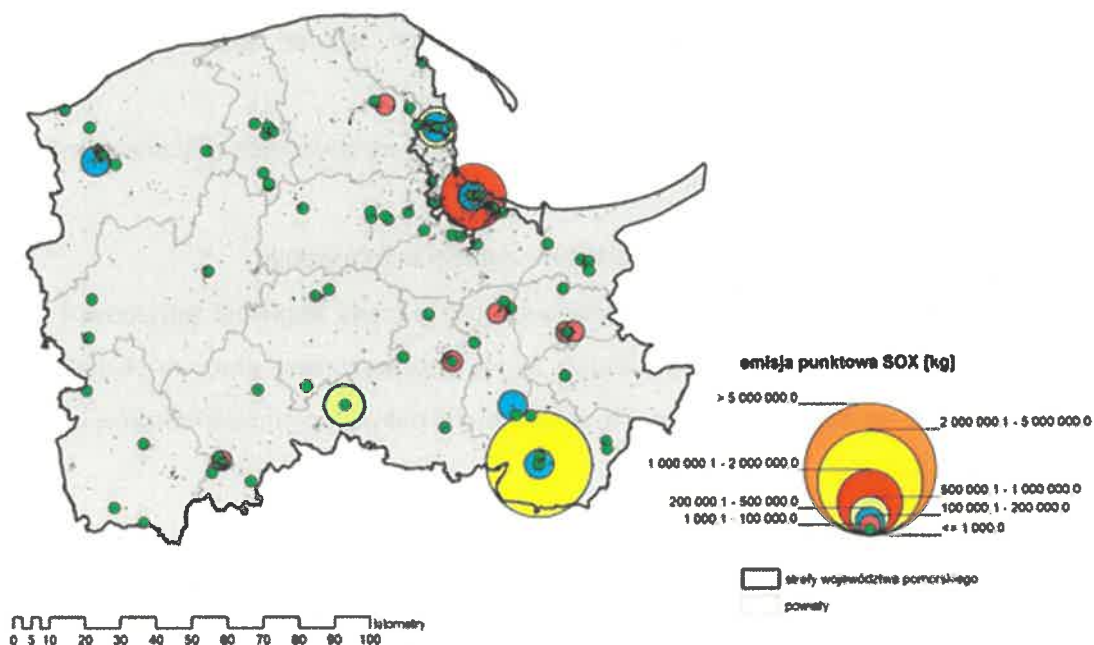 emisja punktowa SOX [kg]
> 5 000 000.0
2 000 000 1 - 5 000 000.0
1 000 000 1 - 2 000 000.0
500 000.1 - 1 000 000.0
200 000 1 - 500 000.0
100 000.1 - 200 000.0
1 000 1 - 100 000.0
<= 1 000.0
strefy województwa pomorskiego
powiaty
kilometry
0 5 10 20 30 40 50 60 70 80 90 100